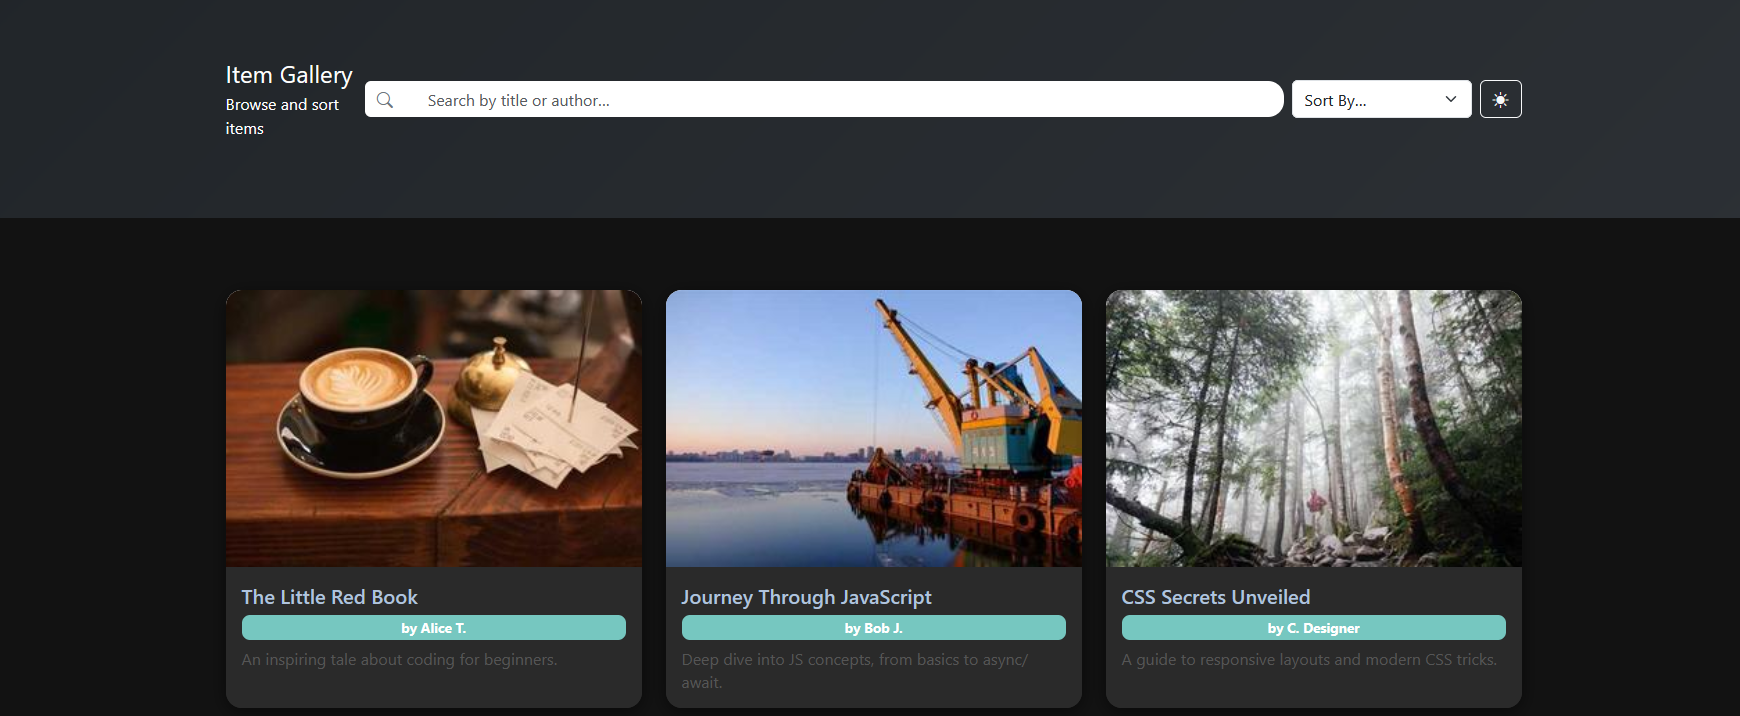 Item Gallery
Browse and sort
items
Search by title or author...
Sort By...
The Little Red Book
by Alice T.
An inspiring tale about coding for beginners.
Journey Through JavaScript
by Bob J.
Deep dive into JS concepts, from basics to async/
await.
CSS Secrets Unveiled
by C. Designer
A guide to responsive layouts and modern CSS tricks.